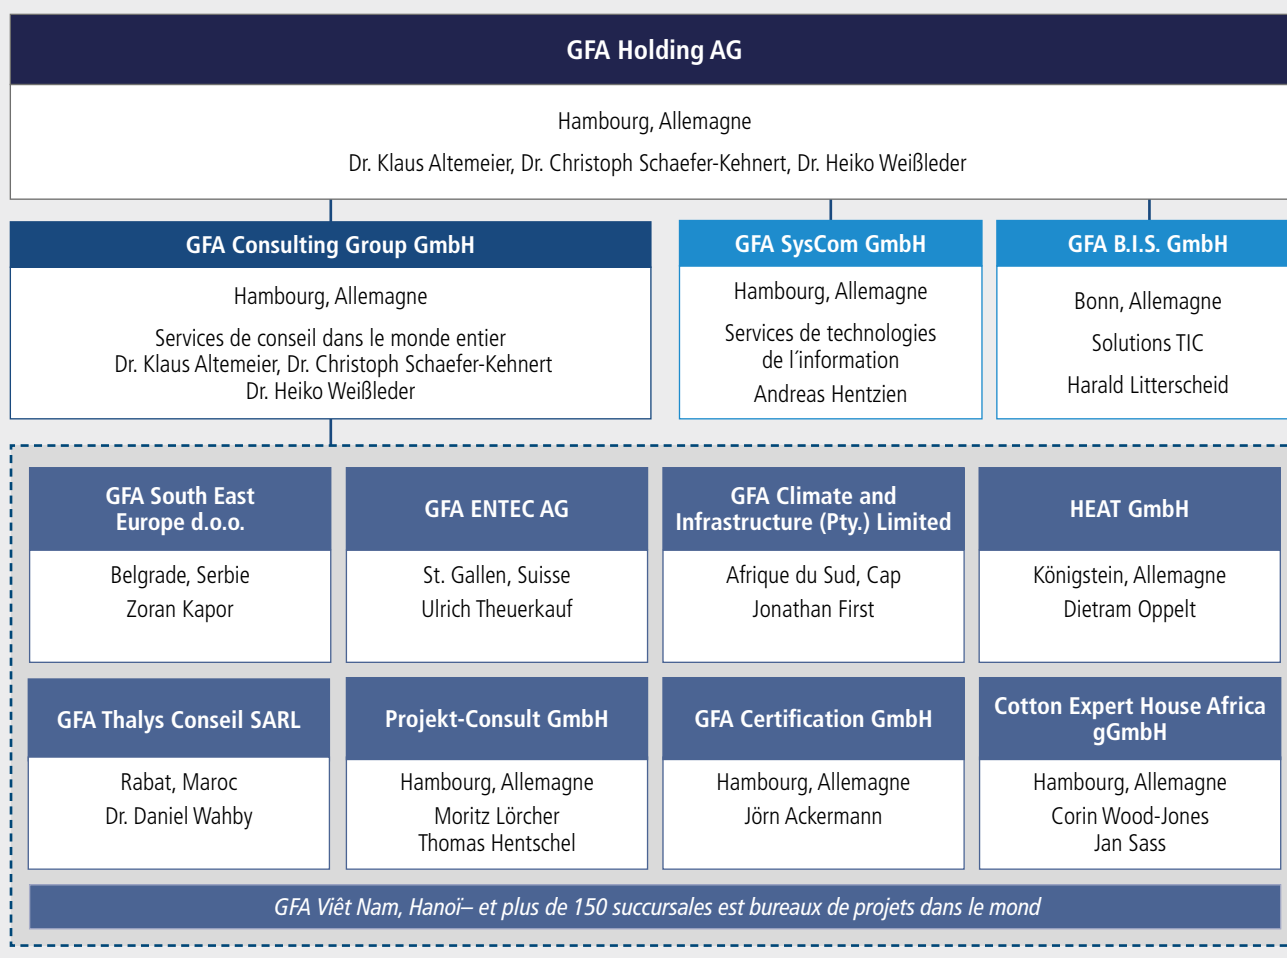 GFA Holding AG
Hambourg, Allemagne
Dr. Klaus Altemeier, Dr. Christoph Schaefer-Kehnert, Dr. Heiko Weißleder
GFA Consulting Group GmbH
Hambourg, Allemagne
Services de conseil dans le monde entier
Dr. Klaus Altemeier, Dr. Christoph Schaefer-Kehnert
Dr. Heiko Weißleder
GFA SysCom GmbH
Hambourg, Allemagne
Services de technologies
de l´information
Andreas Hentzien
GFA B.I.S. GmbH
Bonn, Allemagne
Solutions TIC
Harald Litterscheid
GFA South East
Europe d.o.o.
Belgrade, Serbie
Zoran Kapor
GFA ENTEC AG
St. Gallen, Suisse
Ulrich Theuerkauf
GFA Climate and
Infrastructure (Pty.) Limited
Afrique du Sud, Cap
Jonathan First
HEAT GmbH
Königstein, Allemagne
Dietram Oppelt
GFA Thalys Conseil SARL
Rabat, Maroc
Dr. Daniel Wahby
Projekt-Consult GmbH
Hambourg, Allemagne
Moritz Lörcher
Thomas Hentschel
GFA Certification GmbH
Hambourg, Allemagne
Jörn Ackermann
Cotton Expert House Africa
gGmbH
Hambourg, Allemagne
Corin Wood-Jones
Jan Sass
GFA Viêt Nam, Hanoï– et plus de 150 succursales est bureaux de projets dans le mond